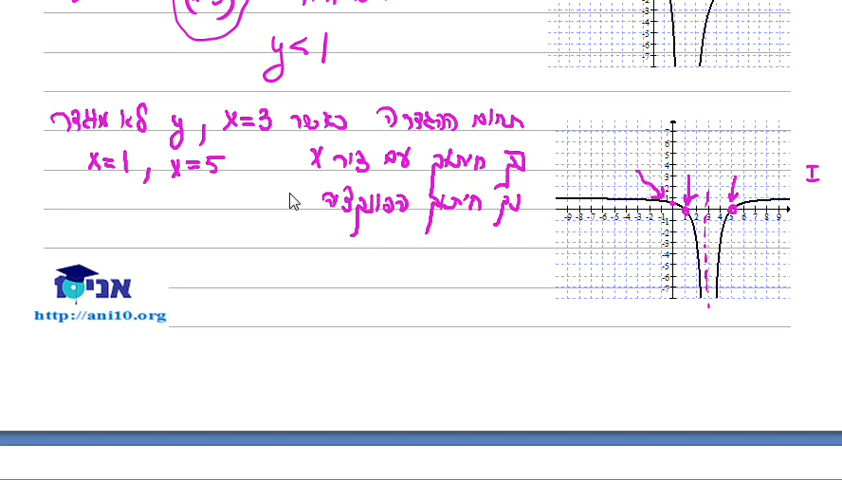 y < 1
תחום ההגדרה כאשר x=3 , y לא מוגדר
נק חיתוך עם ציר x x=1 , x=5
נק חיתוך הפונקציה
I
אני10
http://ani10.org